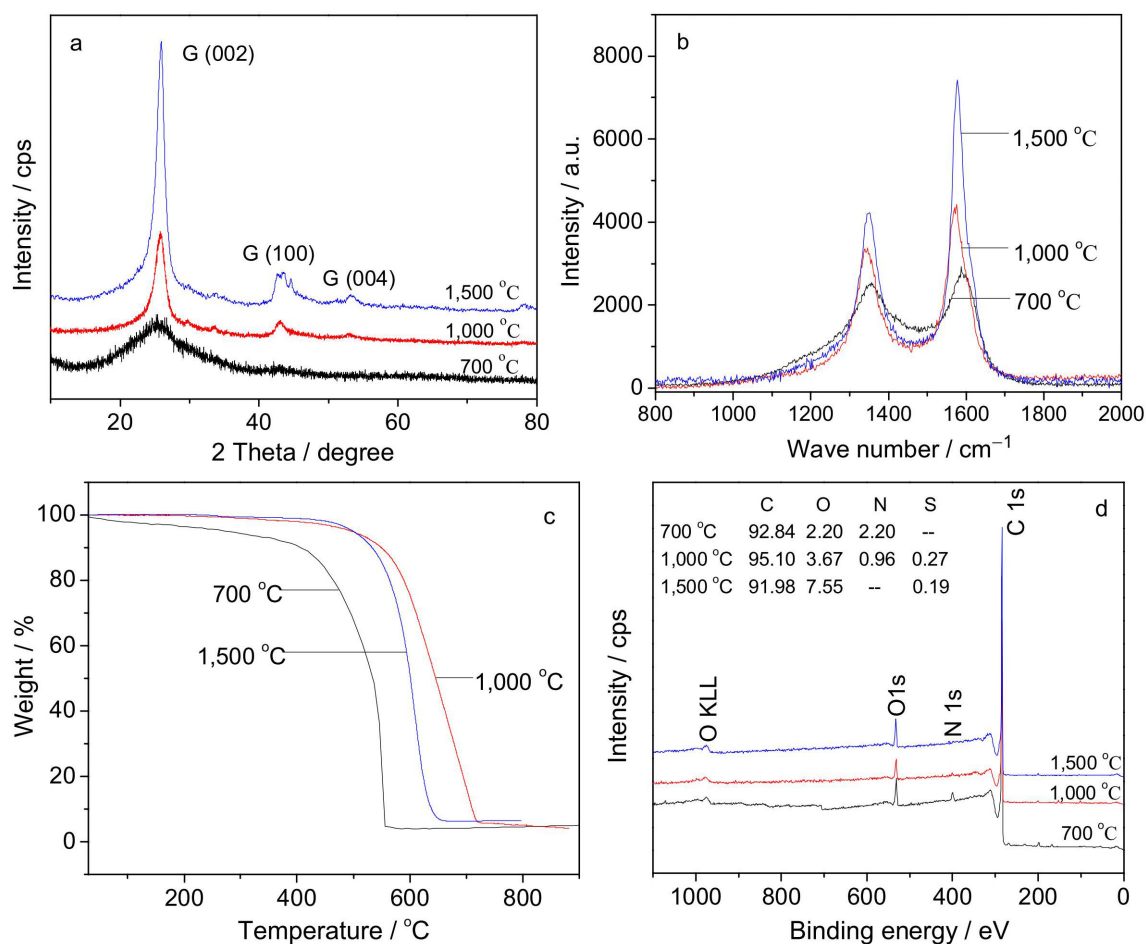 a
G (002)
G (100)
G (004)
1,500 °C
1,000 °C
700 °C
Intensity / cps
20 40 60 80
2 Theta / degree
b
8000
6000
4000
2000
0
1,500 °C
1,000 °C
700 °C
Intensity / a.u.
800 1000 1200 1400 1600 1800 2000
Wave number / cm⁻¹
c
100
80
60
40
20
0
700 °C
1,500 °C
1,000 °C
Weight / %
200 400 600 800
Temperature / °C
d
C O N S
700 °C 92.84 2.20 2.20 --
1,000 °C 95.10 3.67 0.96 0.27
1,500 °C 91.98 7.55 -- 0.19
C 1s
O KLL
O1s
N 1s
1,500 °C
1,000 °C
700 °C
Intensity / cps
1000 800 600 400 200 0
Binding energy / eV